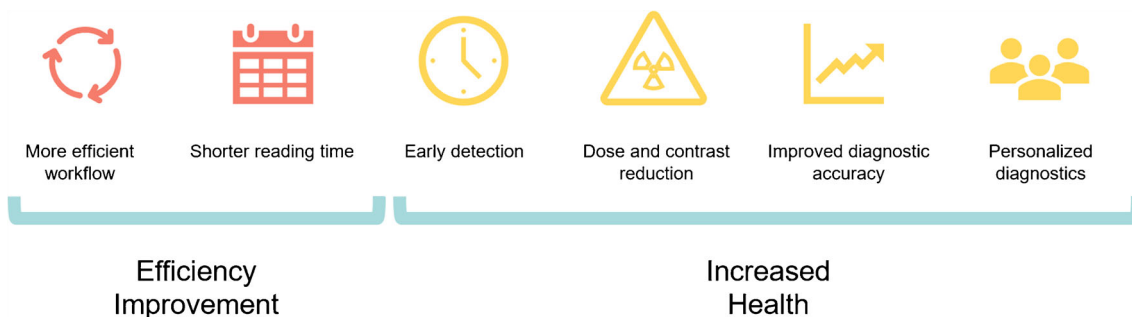 More efficient
workflow
Shorter reading time
Early detection
Dose and contrast
reduction
Improved diagnostic
accuracy
Personalized
diagnostics
Efficiency
Improvement
Increased
Health